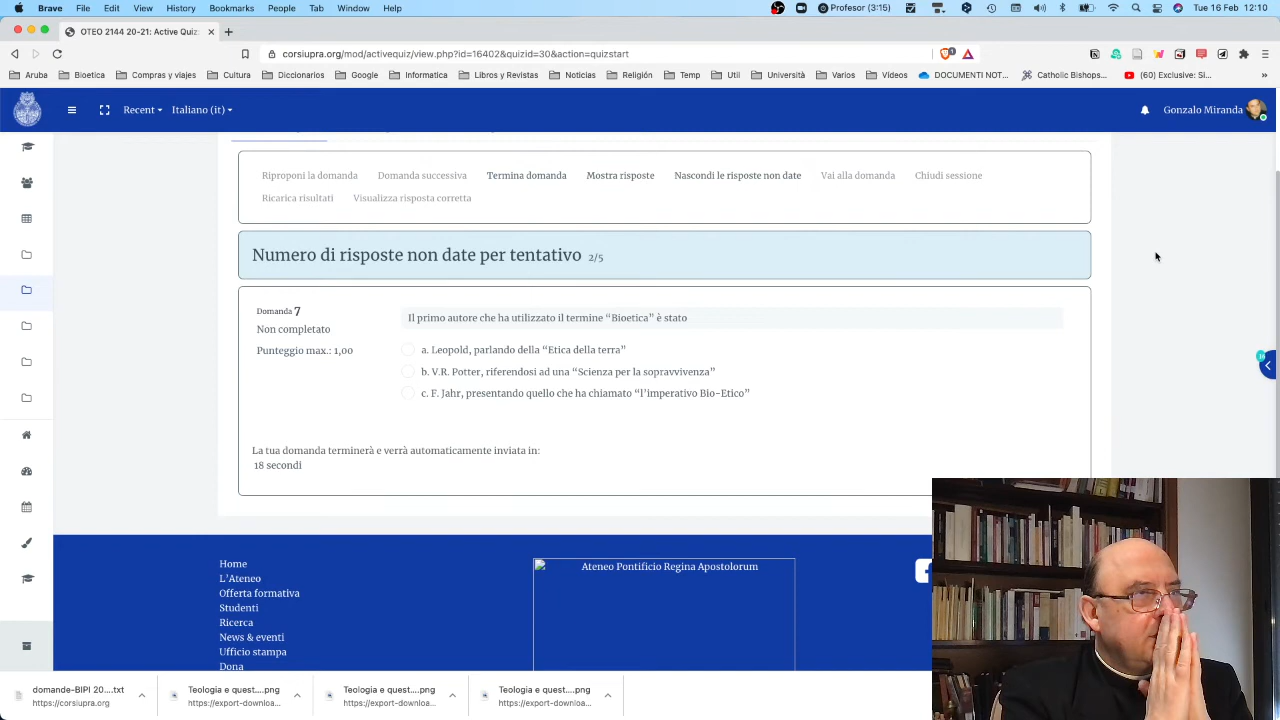 Brave File Edit View History Bookmarks Profiles Tab Window Help
1 Profesor (3:15) Tue 16 Feb 12:10
OTEO 2144 20-21: Active Quiz
corsiupra.org/mod/activequiz/view.php?id=16402&quizid=30&action=quizstart
Aruba Bioetica Compras y viajes Cultura Diccionarios Google Informatica Libros y Revistas Noticias Religión Temp Util Università Varios Vídeos DOCUMENTI NOT... Catholic Bishops... (60) Exclusive: Sl...
Recent Italiano (it) Gonzalo Miranda
Riproponi la domanda Domanda successiva Termina domanda Mostra risposte Nascondi le risposte non date Vai alla domanda Chiudi sessione
Ricarica risultati Visualizza risposta corretta
Numero di risposte non date per tentativo 2/5
Domanda 7
Non completato
Punteggio max.: 1,00
Il primo autore che ha utilizzato il termine “Bioetica” è stato
a. Leopold, parlando della “Etica della terra”
b. V.R. Potter, riferendosi ad una “Scienza per la sopravvivenza”
c. F. Jahr, presentando quello che ha chiamato “l’imperativo Bio-Etico”
La tua domanda terminerà e verrà automaticamente inviata in:
18 secondi
Home
L'Ateneo
Offerta formativa
Studenti
Ricerca
News & eventi
Ufficio stampa
Dona
Ateneo Pontificio Regina Apostolorum
domande-BIPI 20....txt
https://corsiupra.org
Teologia e quest....png
https://export-downloa...
Teologia e quest....png
https://export-downloa...
Teologia e quest....png
https://export-downloa...